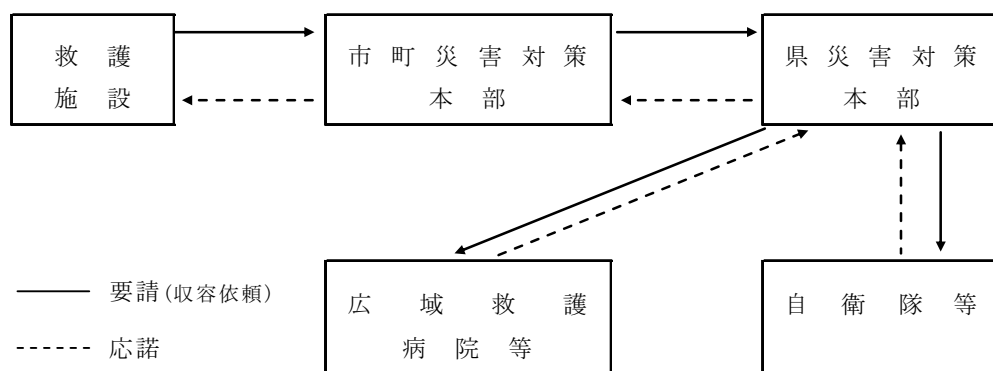 救護
施設
市町災害対策
本部
県災害対策
本部
広域救護
病院等
自衛隊等
要請(収容依頼)
応諾